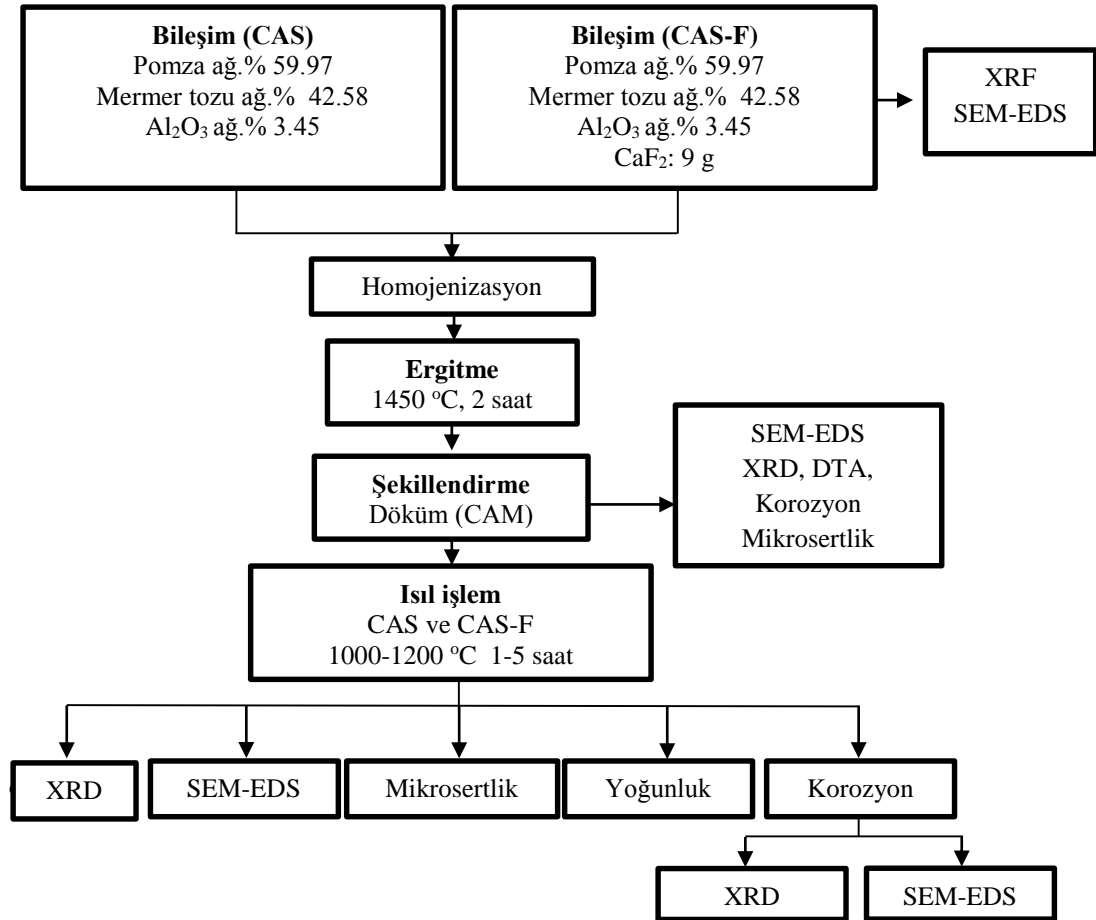 Bileşim (CAS)
Pomza ağ.% 59.97
Mermer tozu ağ.% 42.58
Al₂O₃ ağ.% 3.45
Bileşim (CAS-F)
Pomza ağ.% 59.97
Mermer tozu ağ.% 42.58
Al₂O₃ ağ.% 3.45
CaF₂: 9 g
XRF
SEM-EDS
Homojenizasyon
Ergitme
1450 ºC, 2 saat
Şekillendirme
Döküm (CAM)
SEM-EDS
XRD, DTA,
Korozyon
Mikrosertlik
Isıl işlem
CAS ve CAS-F
1000-1200 ºC 1-5 saat
XRD
SEM-EDS
Mikrosertlik
Yoğunluk
Korozyon
XRD
SEM-EDS